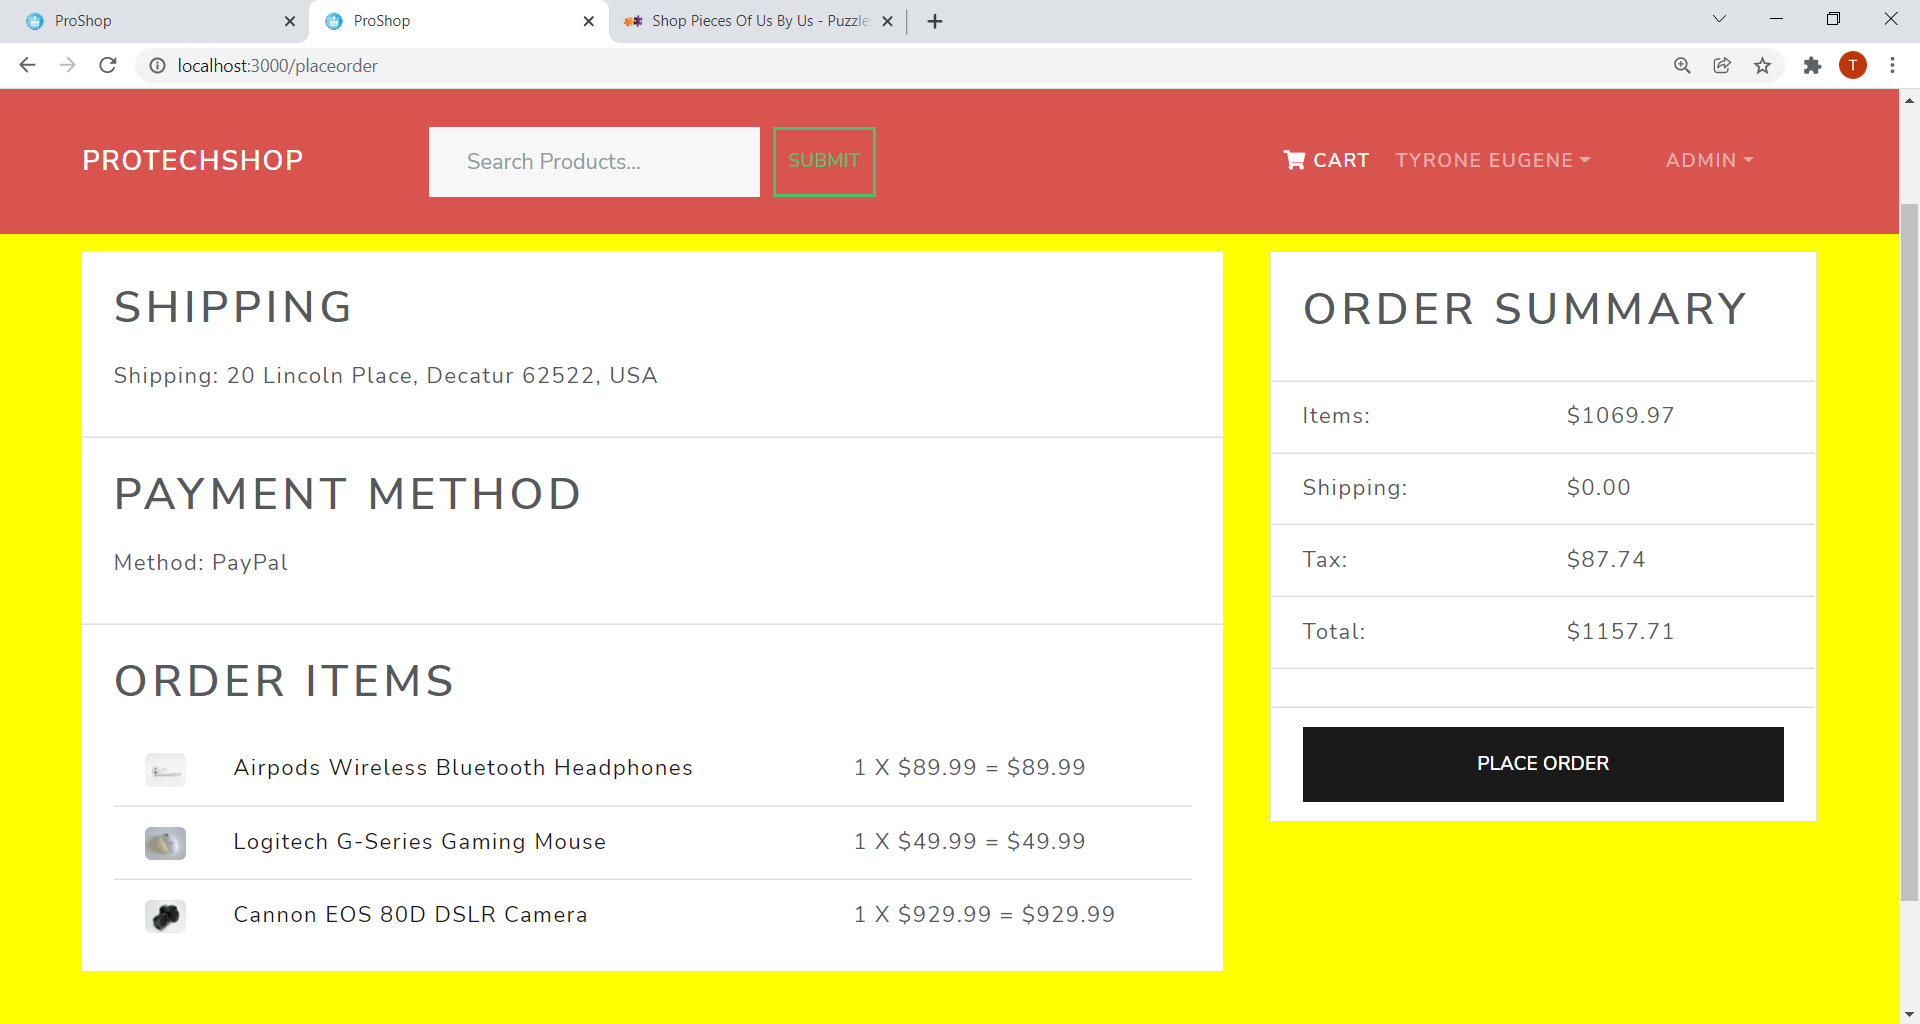 ProShop
ProShop
Shop Pieces Of Us By Us - Puzzle
localhost:3000/placeorder
T
PROTECHSHOP
Search Products...
SUBMIT
CART
TYRONE EUGENE
ADMIN
SHIPPING
Shipping: 20 Lincoln Place, Decatur 62522, USA
PAYMENT METHOD
Method: PayPal
ORDER ITEMS
Airpods Wireless Bluetooth Headphones 1 X $89.99 = $89.99
Logitech G-Series Gaming Mouse 1 X $49.99 = $49.99
Cannon EOS 80D DSLR Camera 1 X $929.99 = $929.99
ORDER SUMMARY
Items: $1069.97
Shipping: $0.00
Tax: $87.74
Total: $1157.71
PLACE ORDER